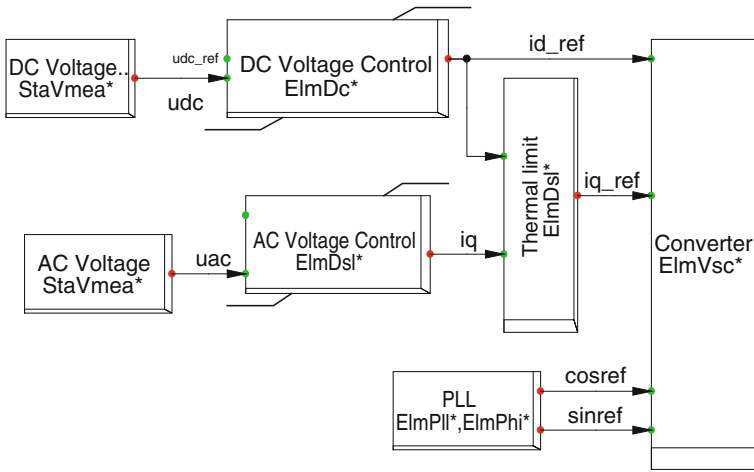 DC Voltage..
StaVmea*
udc
udc_ref
DC Voltage Control
ElmDc*
id_ref
Thermal limit
ElmDsl*
iq_ref
AC Voltage
StaVmea*
uac
AC Voltage Control
ElmDsl*
iq
Converter
ElmVsc*
PLL
ElmPll*,ElmPhi*
cosref
sinref